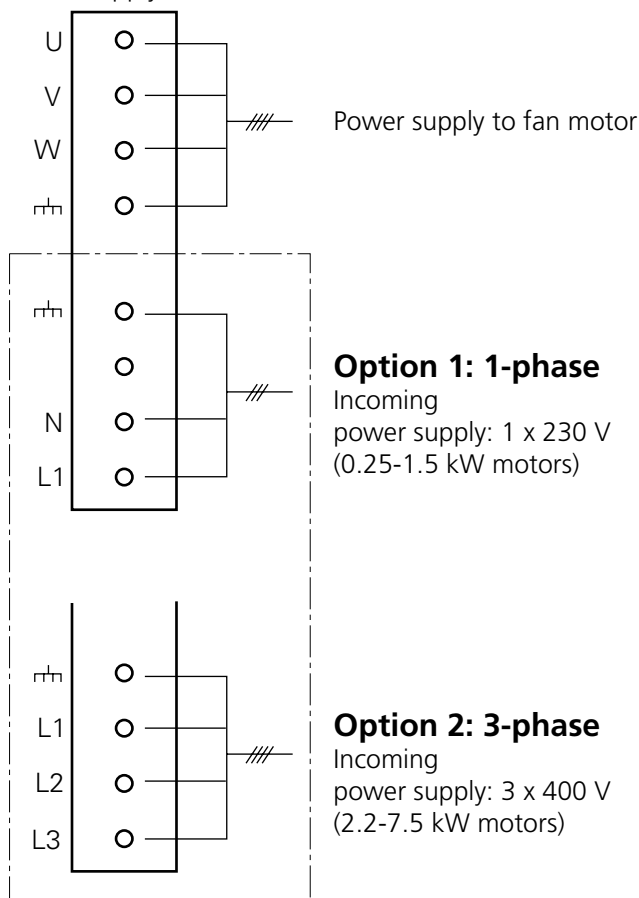 U
V
W
Power supply to fan motor
N
L1
Option 1: 1-phase
Incoming
power supply: 1 x 230 V
(0.25-1.5 kW motors)
L1
L2
L3
Option 2: 3-phase
Incoming
power supply: 3 x 400 V
(2.2-7.5 kW motors)